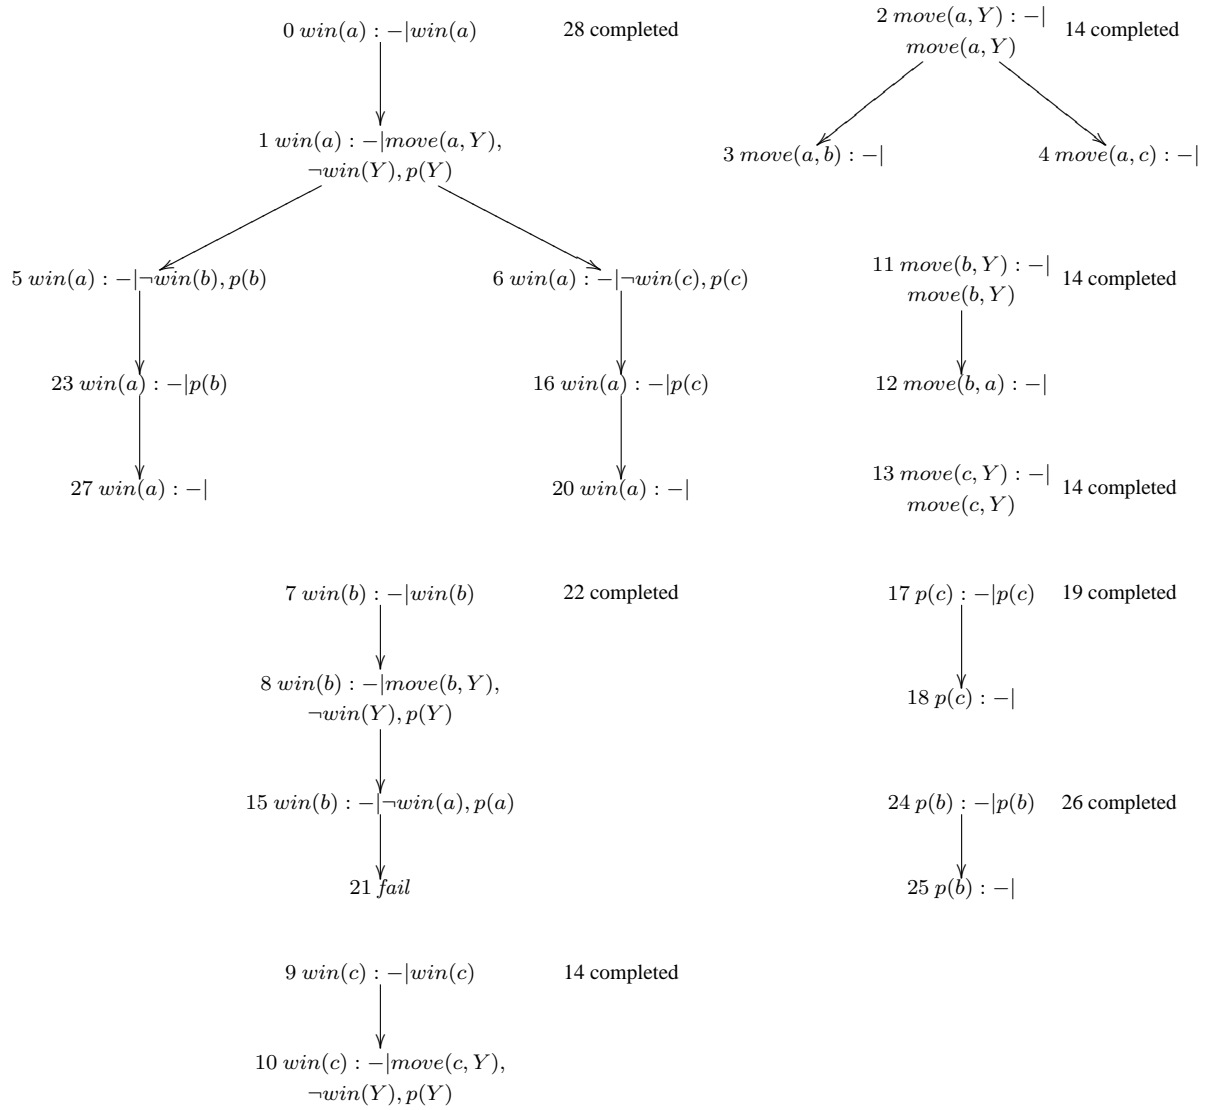 0 win(a) : −|win(a) 28 completed
2 move(a, Y) : −|
move(a, Y) 14 completed
1 win(a) : −|move(a, Y),
¬win(Y), p(Y)
3 move(a, b) : −| 4 move(a, c) : −|
5 win(a) : −|¬win(b), p(b) 6 win(a) : −|¬win(c), p(c)
11 move(b, Y) : −|
move(b, Y) 14 completed
23 win(a) : −|p(b) 16 win(a) : −|p(c) 12 move(b, a) : −|
27 win(a) : −| 20 win(a) : −|
13 move(c, Y) : −|
move(c, Y) 14 completed
7 win(b) : −|win(b) 22 completed 17 p(c) : −|p(c) 19 completed
8 win(b) : −|move(b, Y),
¬win(Y), p(Y)
18 p(c) : −|
15 win(b) : −|¬win(a), p(a) 24 p(b) : −|p(b) 26 completed
21 fail 25 p(b) : −|
9 win(c) : −|win(c) 14 completed
10 win(c) : −|move(c, Y),
¬win(Y), p(Y)